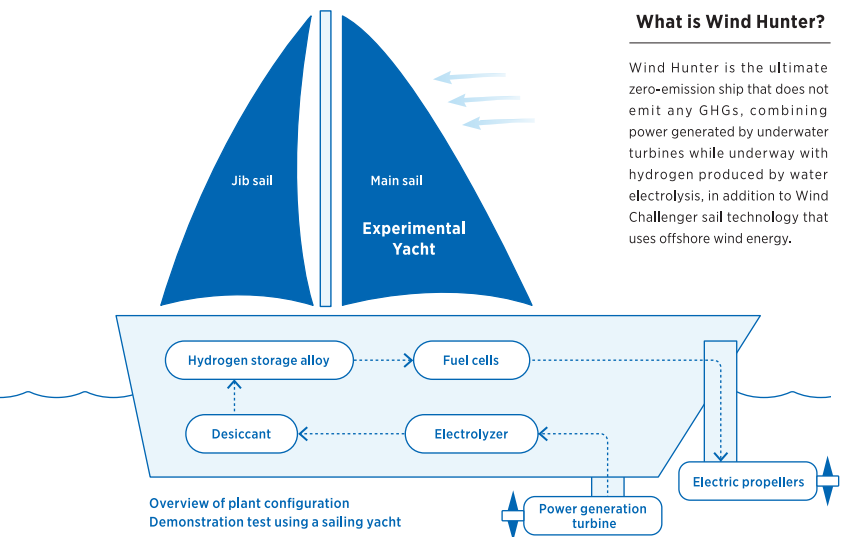 What is Wind Hunter?
Wind Hunter is the ultimate
zero-emission ship that does not
emit any GHGs, combining
power generated by underwater
turbines while underway with
hydrogen produced by water
electrolysis, in addition to Wind
Challenger sail technology that
uses offshore wind energy.
Jib sail
Main sail
Experimental
Yacht
Hydrogen storage alloy
Fuel cells
Desiccant
Electrolyzer
Electric propellers
Power generation
turbine
Overview of plant configuration
Demonstration test using a sailing yacht